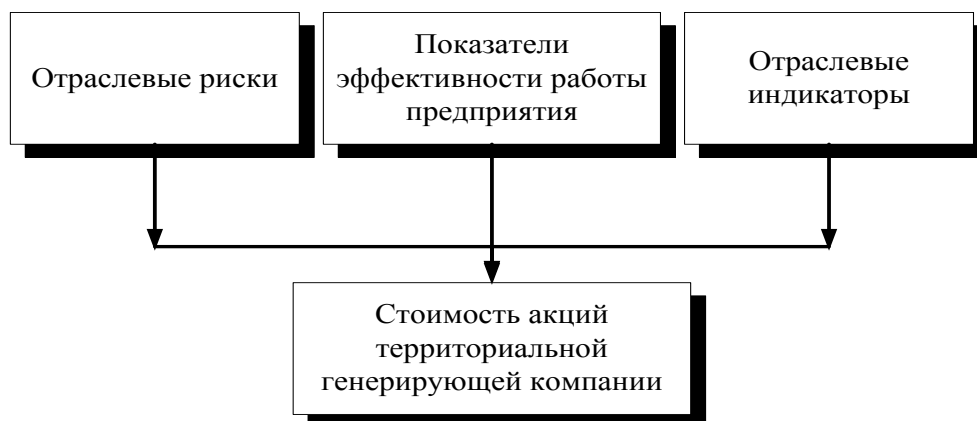 Отраслевые риски
Показатели
эффективности работы
предприятия
Отраслевые
индикаторы
Стоимость акций
территориальной
генерирующей компании